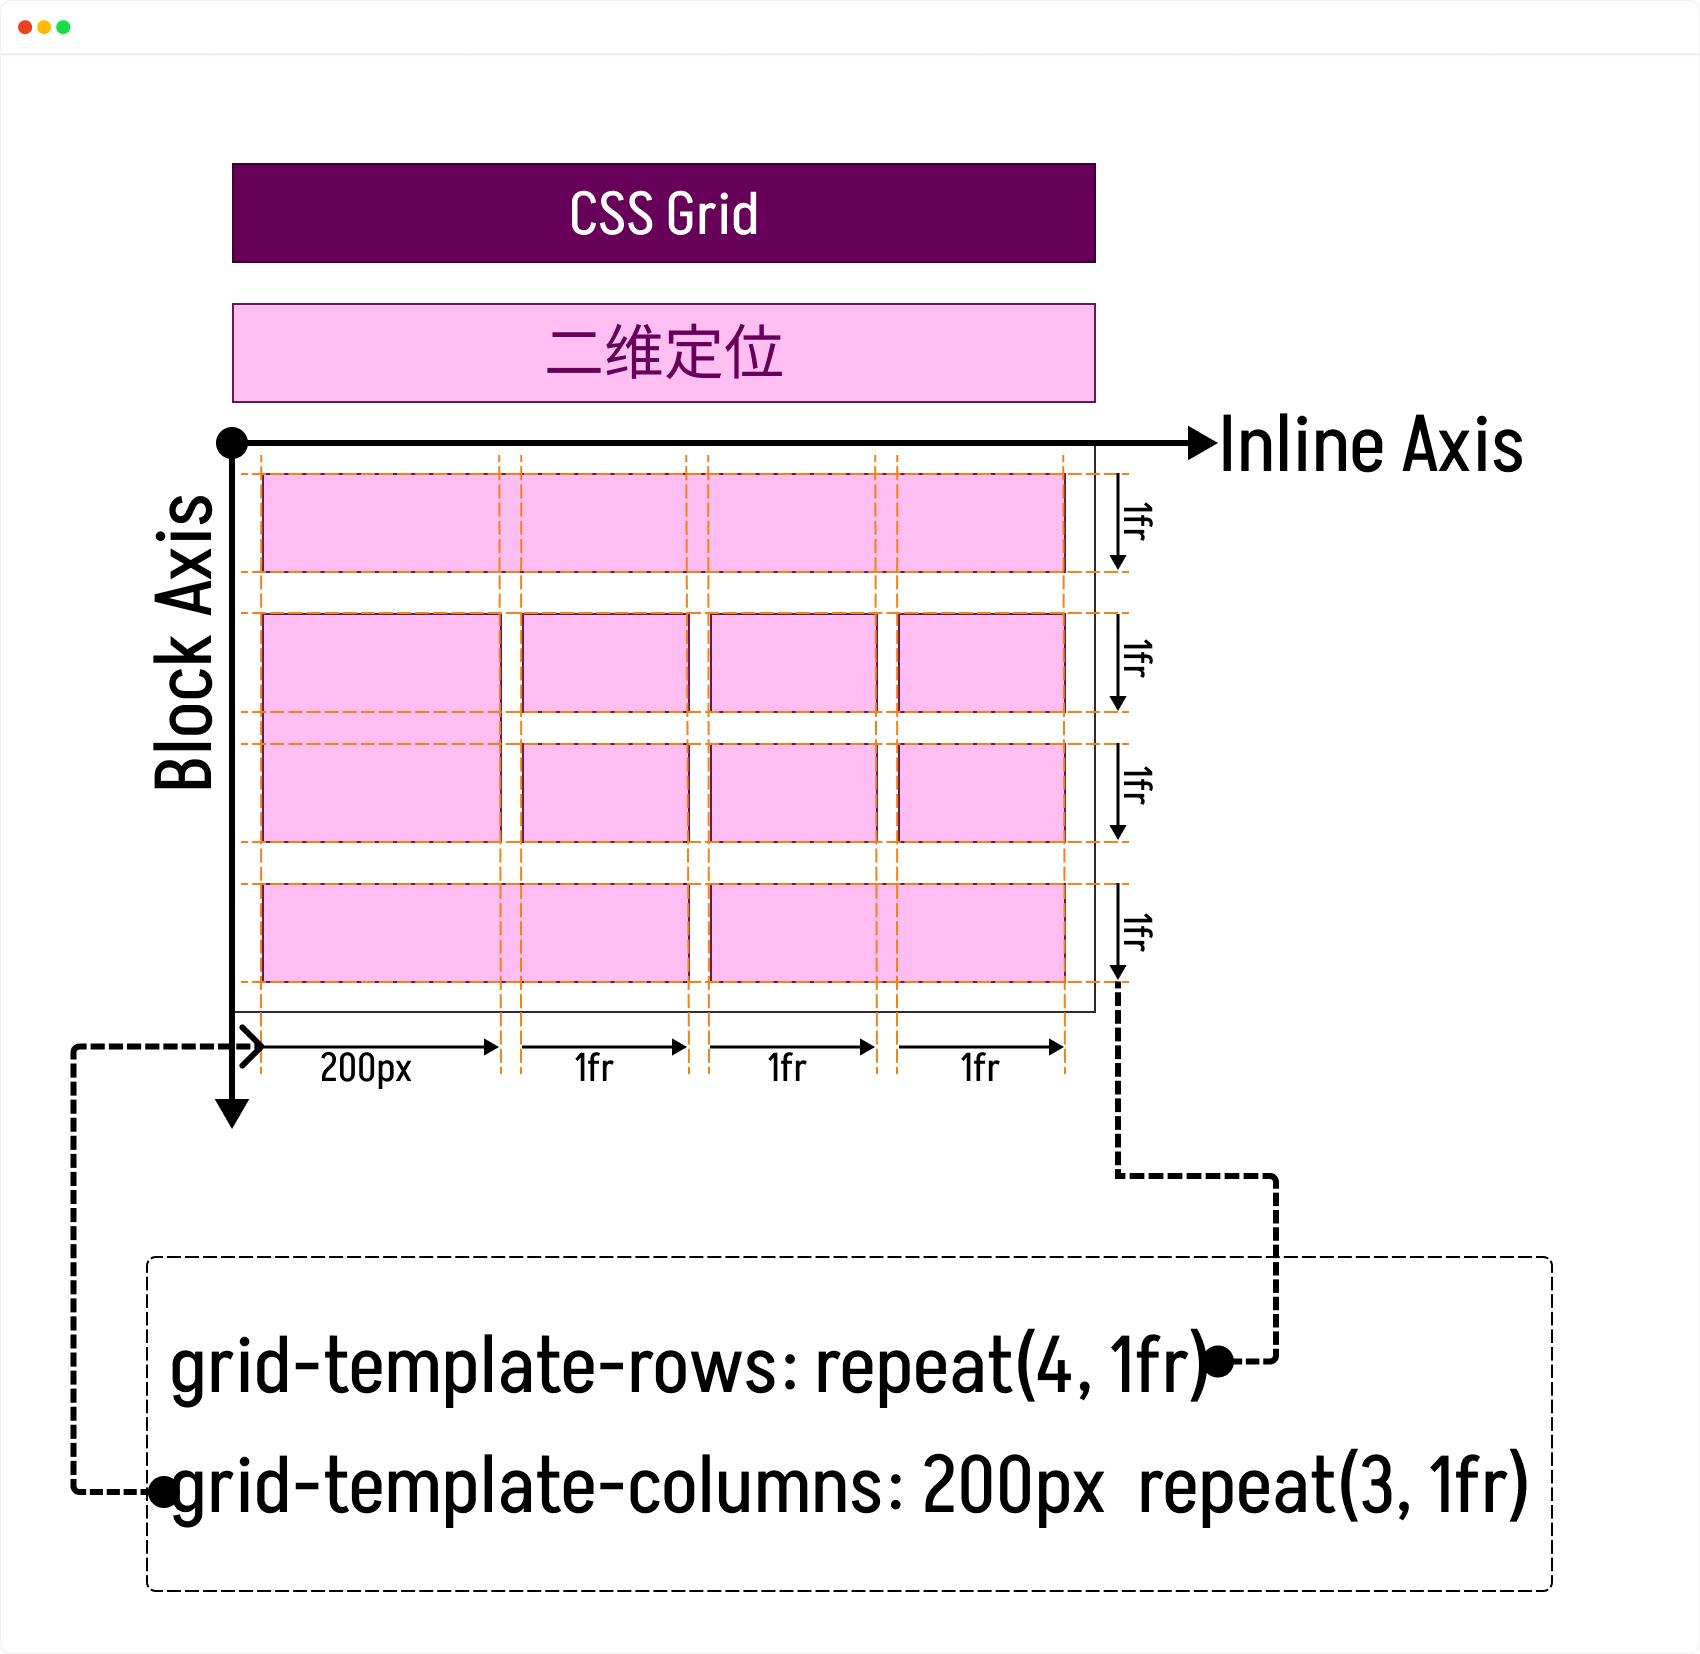 CSS Grid
二维定位
Inline Axis
Block Axis
1fr
1fr
1fr
1fr
200px
1fr
1fr
1fr
grid-template-rows: repeat(4, 1fr)
grid-template-columns: 200px repeat(3, 1fr)